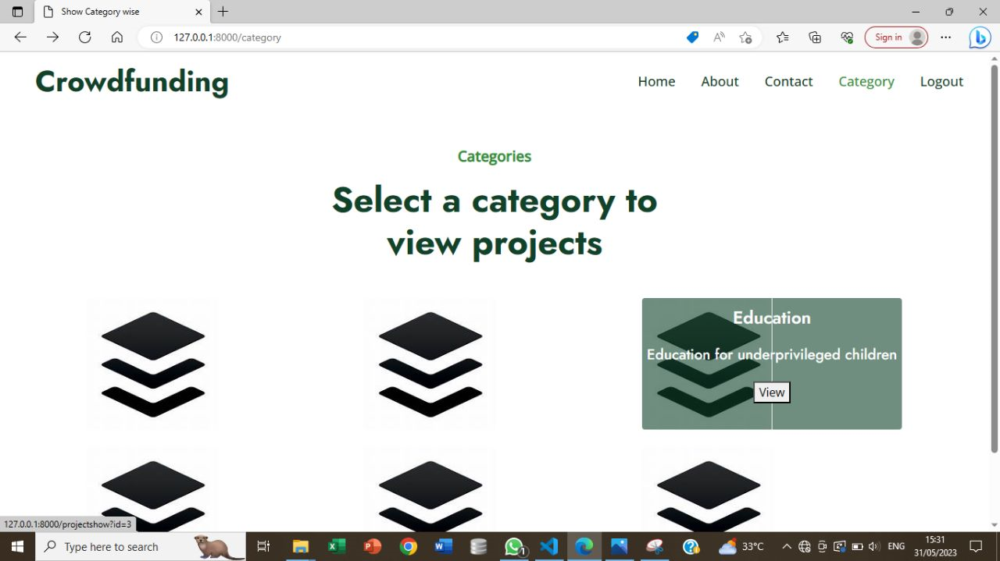 Show Category wise
127.0.0.1:8000/category
Sign in
Crowdfunding
Home About Contact Category Logout
Categories
Select a category to
view projects
Education
Education for underprivileged children
View
127.0.0.1:8000/projectshow?id=3
Type here to search
1
33°C
ENG
15:31
31/05/2023